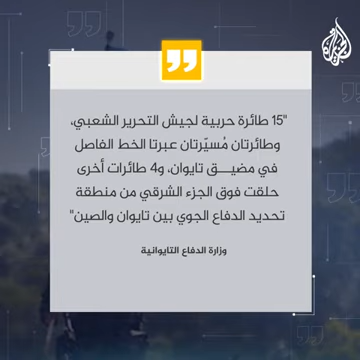 الجزيرة
"15 طائرة حربية لجيش التحرير الشعبي،
وطائرتان مُسيّرتان عبرتا الخط الفاصل
في مضيـــق تايوان، و4 طائرات أخرى
حلقت فوق الجزء الشرقي من منطقة
تحديد الدفاع الجوي بين تايوان والصين"
وزارة الدفاع التايوانية